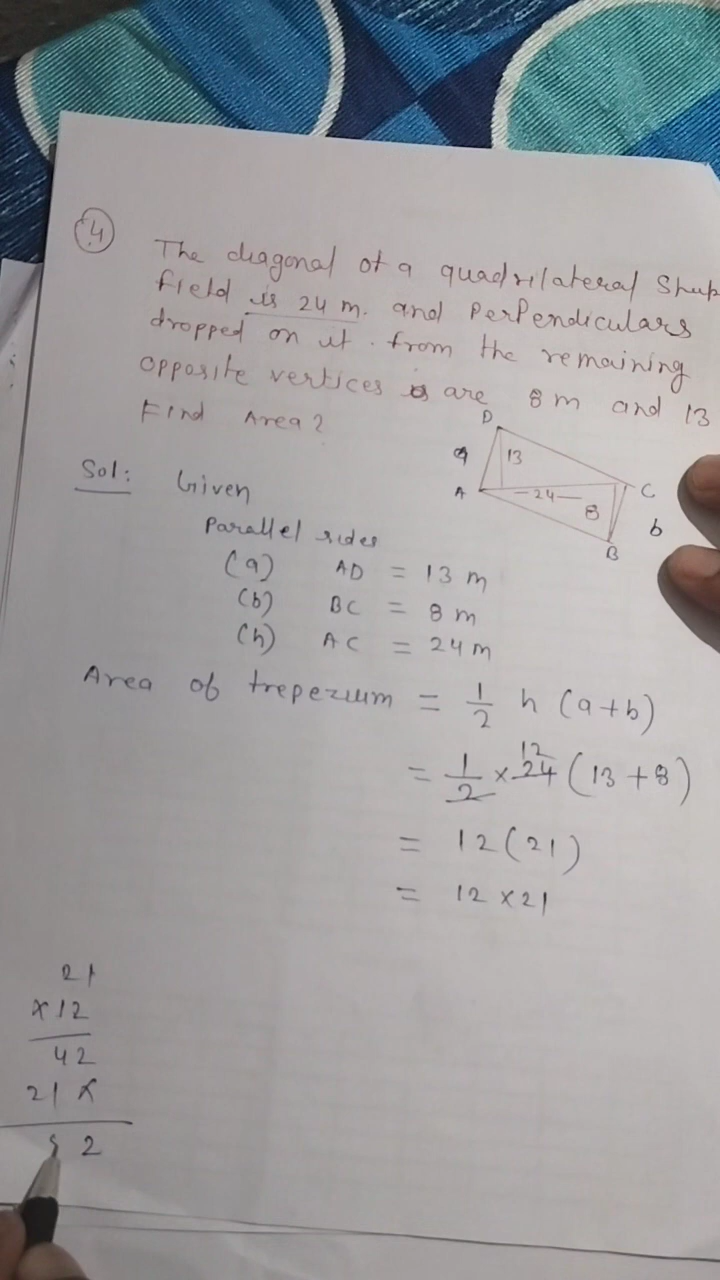 4
The diagonal of a quadrilateral Shap
field is 24 m. and perpendiculars
dropped on it. from the remaining
opposite vertices are 8m and 13
Find Area?
D
a
13
A
-24-
C
8
b
B
Sol: Given
Parallel sides
(a) AD = 13 m
(b) BC = 8 m
(h) AC = 24 m
Area of trepezium = 1/2 h (a+b)
12
= 1/2 × 24 (13 + 8)
= 12 (21)
= 12 × 21
21
×12
42
21 ×
52